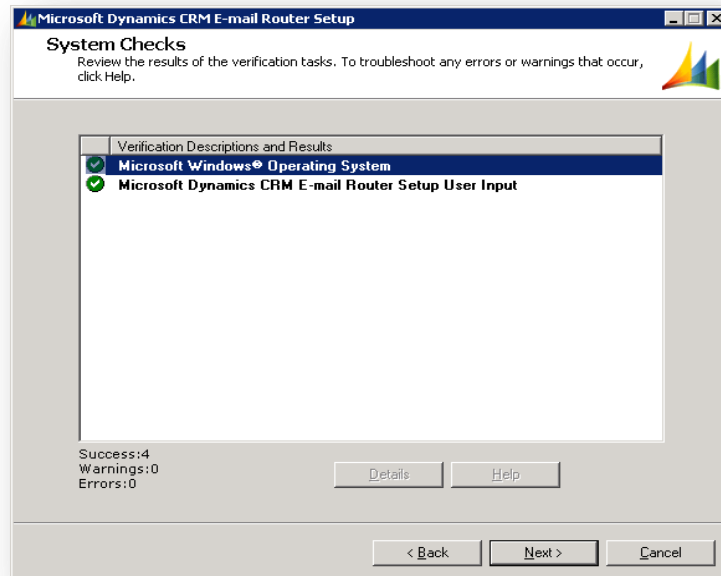 Microsoft Dynamics CRM E-mail Router Setup
System Checks
Review the results of the verification tasks. To troubleshoot any errors or warnings that occur,
click Help.
Verification Descriptions and Results
Microsoft Windows® Operating System
Microsoft Dynamics CRM E-mail Router Setup User Input
Success:4
Warnings:0
Errors:0
Details Help
< Back Next > Cancel